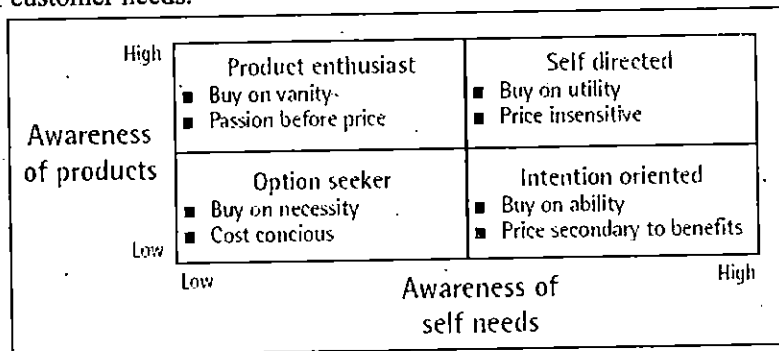 customer needs.
High
Product enthusiast
■ Buy on vanity
■ Passion before price
Self directed
■ Buy on utility
■ Price insensitive
Awareness
of products
Option seeker
■ Buy on necessity
■ Cost concious
Intention oriented
■ Buy on ability
■ Price secondary to benefits
Low
Low
High
Awareness of
self needs